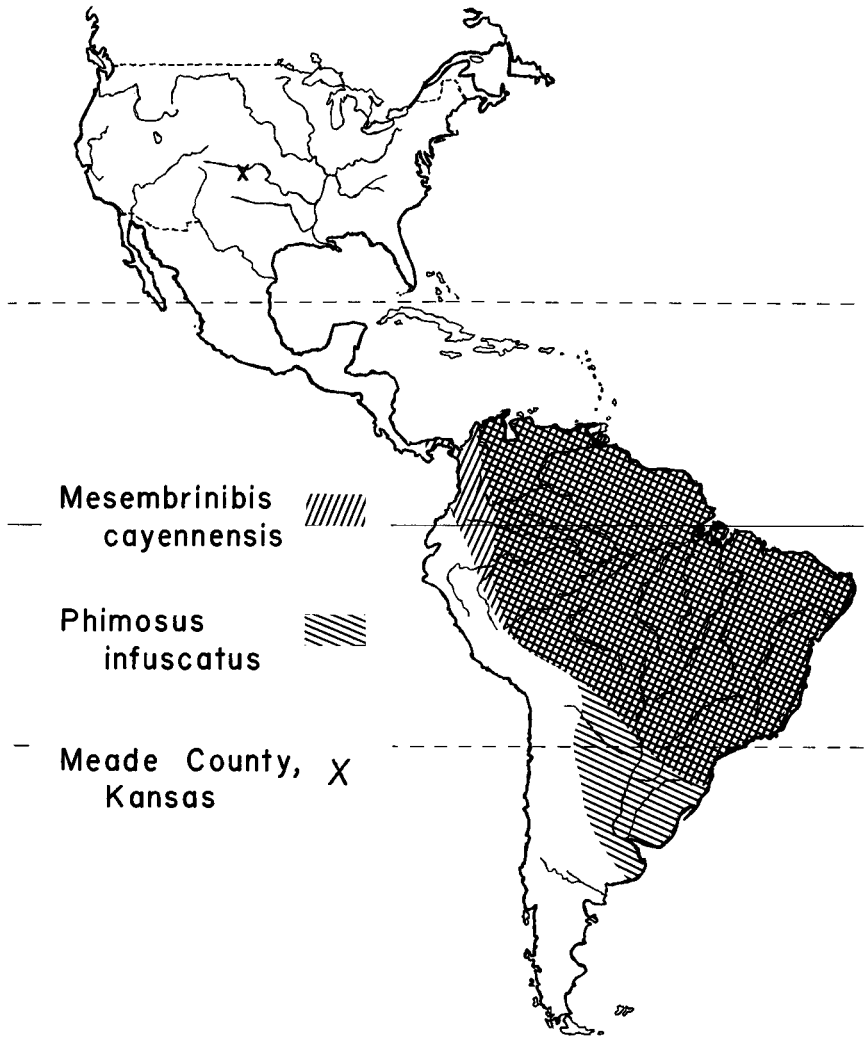 Mesembrinibis
cayennensis
Phimosus
infuscatus
Meade County, X
Kansas
X